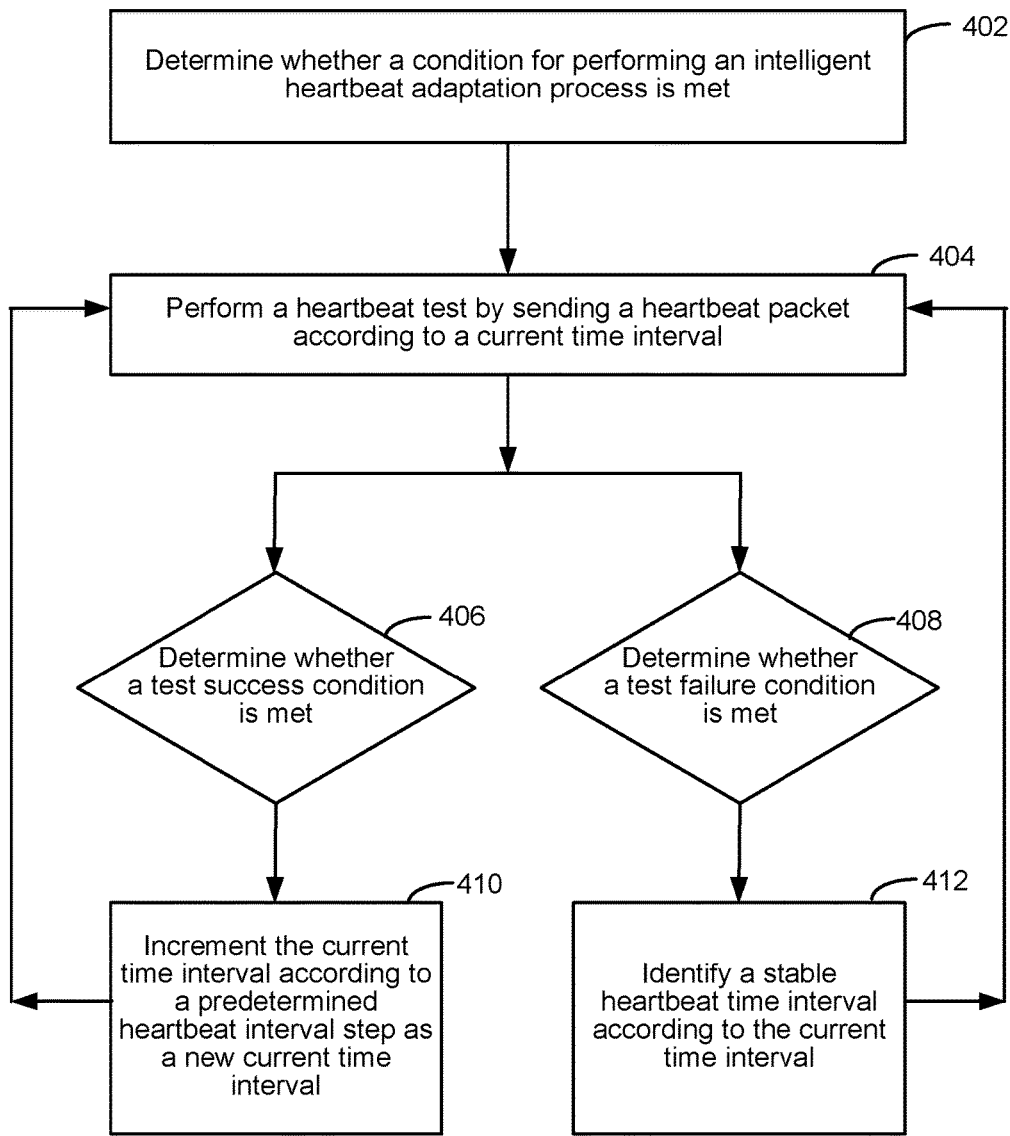 402
Determine whether a condition for performing an intelligent
heartbeat adaptation process is met
404
Perform a heartbeat test by sending a heartbeat packet
according to a current time interval
406
Determine whether
a test success condition
is met
408
Determine whether
a test failure condition
is met
410
Increment the current
time interval according to
a predetermined
heartbeat interval step as
a new current time
interval
412
Identify a stable
heartbeat time interval
according to the current
time interval